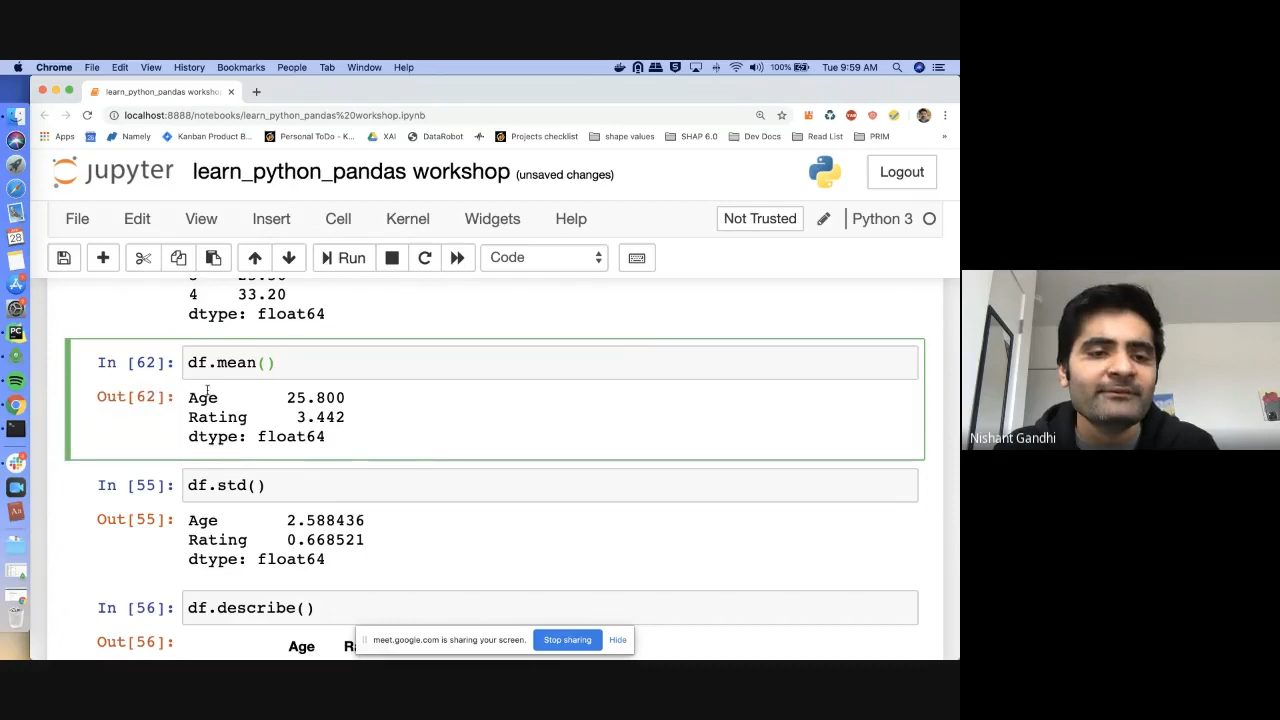 Chrome File Edit View History Bookmarks People Tab Window Help 100% Tue 9:59 AM
learn_python_pandas worksho
localhost:8888/notebooks/learn_python_pandas%20workshop.ipynb
Apps Namely Kanban Product B... Personal ToDo - K... XAI DataRobot Projects checklist shape values SHAP 6.0 Dev Docs Read List PRIM »
jupyter learn_python_pandas workshop (unsaved changes) Logout
File Edit View Insert Cell Kernel Widgets Help Not Trusted Python 3
Run Code
4 33.20
dtype: float64
In [62]: df.mean()
Out[62]: Age 25.800
Rating 3.442
dtype: float64
In [55]: df.std()
Out[55]: Age 2.588436
Rating 0.668521
dtype: float64
In [56]: df.describe()
Out[56]: Age
meet.google.com is sharing your screen. Stop sharing Hide
Nishant Gandhi
28
PC
Aa